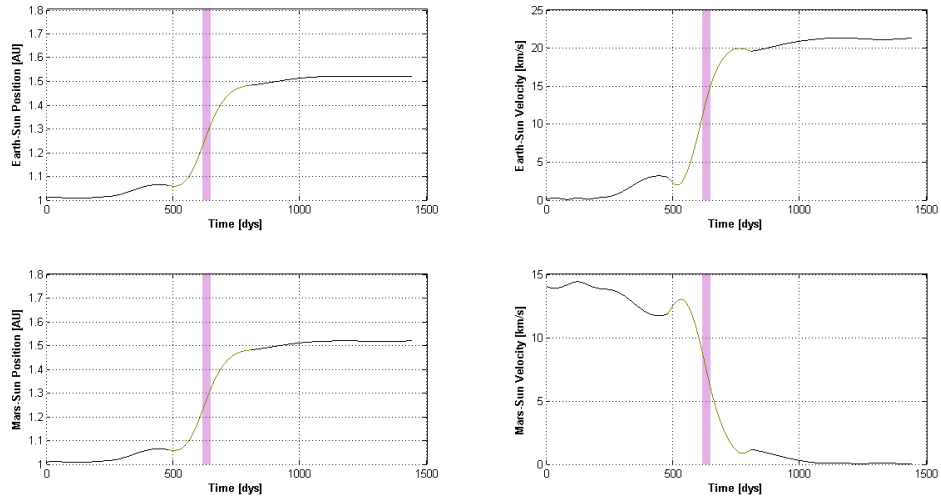 1.8
1.7
1.6
1.5
1.4
1.3
1.2
1.1
1
Earth-Sun Position [AU]
0 500 1000 1500
Time [dys]
25
20
15
10
5
0
Earth-Sun Velocity [km/s]
0 500 1000 1500
Time [dys]
1.8
1.7
1.6
1.5
1.4
1.3
1.2
1.1
1
Mars-Sun Position [AU]
0 500 1000 1500
Time [dys]
15
10
5
0
Mars-Sun Velocity [km/s]
0 500 1000 1500
Time [dys]